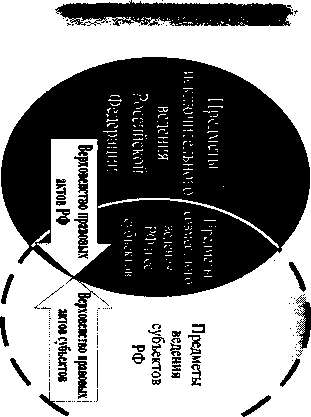 Предметы
исключительного
ведения
Российской
Федерации
Предметы
совместного
ведения
РФ и ее
субъектов
Предметы
ведения
субъектов
РФ
Верховенство правовых
актов РФ
Верховенство правовых
актов субъектов